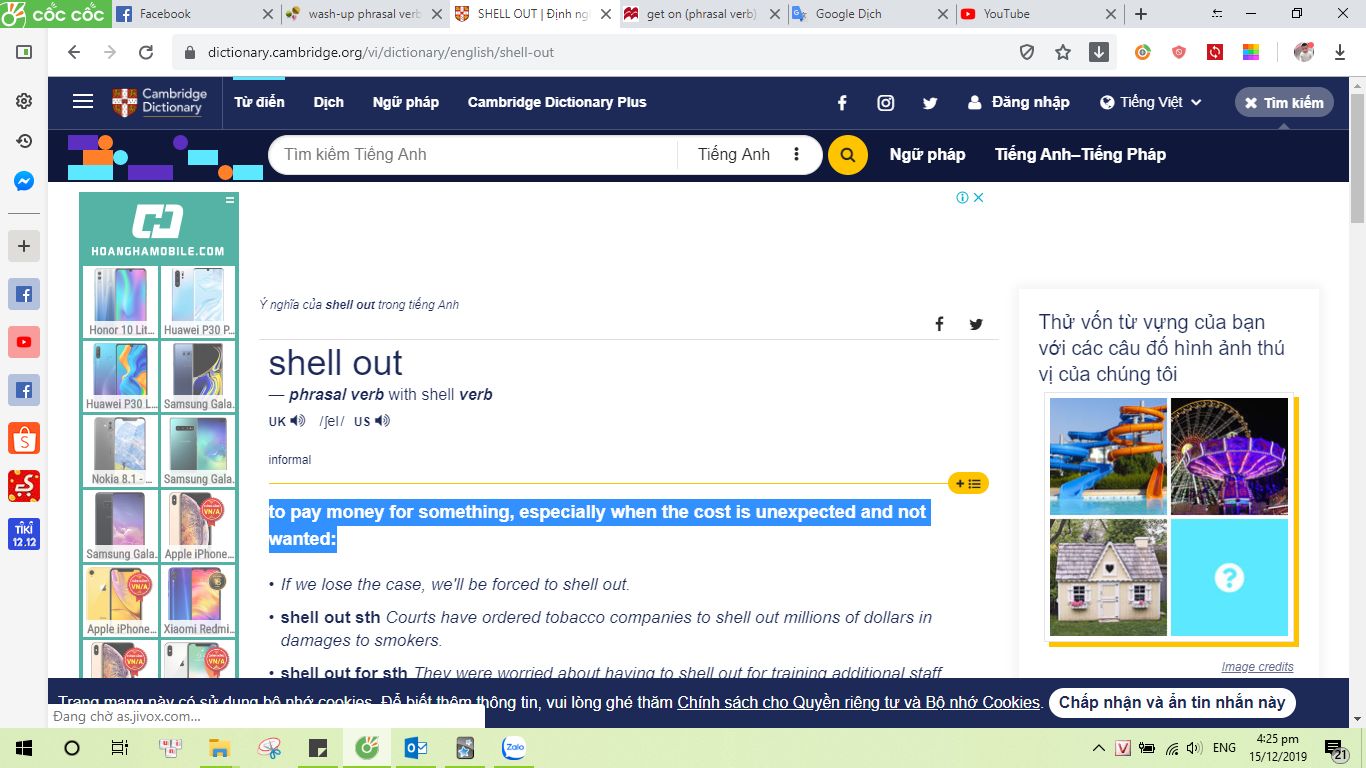 cốc cốc
Facebook
wash-up phrasal verb
SHELL OUT | Định ngh
get on (phrasal verb)
Google Dịch
YouTube
dictionary.cambridge.org/vi/dictionary/english/shell-out
Cambridge
Dictionary
Từ điển
Dịch
Ngữ pháp
Cambridge Dictionary Plus
Đăng nhập
Tiếng Việt
Tìm kiếm
Tìm kiếm Tiếng Anh
Tiếng Anh
Ngữ pháp
Tiếng Anh–Tiếng Pháp
HOANGHAMOBILE.COM
Honor 10 Lit...
Huawei P30 P...
Huawei P30 L...
Samsung Gala...
Nokia 8.1 - ...
Samsung Gala...
Samsung Gala...
Apple iPhone...
Apple iPhone...
Xiaomi Redmi...
VN/A
VN/A
VN/A
VN/A
Ý nghĩa của shell out trong tiếng Anh
shell out
— phrasal verb with shell verb
UK /ʃel/ US
informal
to pay money for something, especially when the cost is unexpected and not
wanted:
• If we lose the case, we'll be forced to shell out.
• shell out sth Courts have ordered tobacco companies to shell out millions of dollars in
damages to smokers.
• shell out for sth They were worried about having to shell out for training additional staff
Thử vốn từ vựng của bạn
với các câu đố hình ảnh thú
vị của chúng tôi
Image credits
Trang mạng này có sử dụng bộ nhớ cookies. Để biết thêm thông tin, vui lòng ghé thăm Chính sách cho Quyền riêng tư và Bộ nhớ Cookies.
Chấp nhận và ẩn tin nhắn này
Đang chờ as.jivox.com...
TIKI
12.12
Zalo
V
ENG
4:25 pm
15/12/2019
21